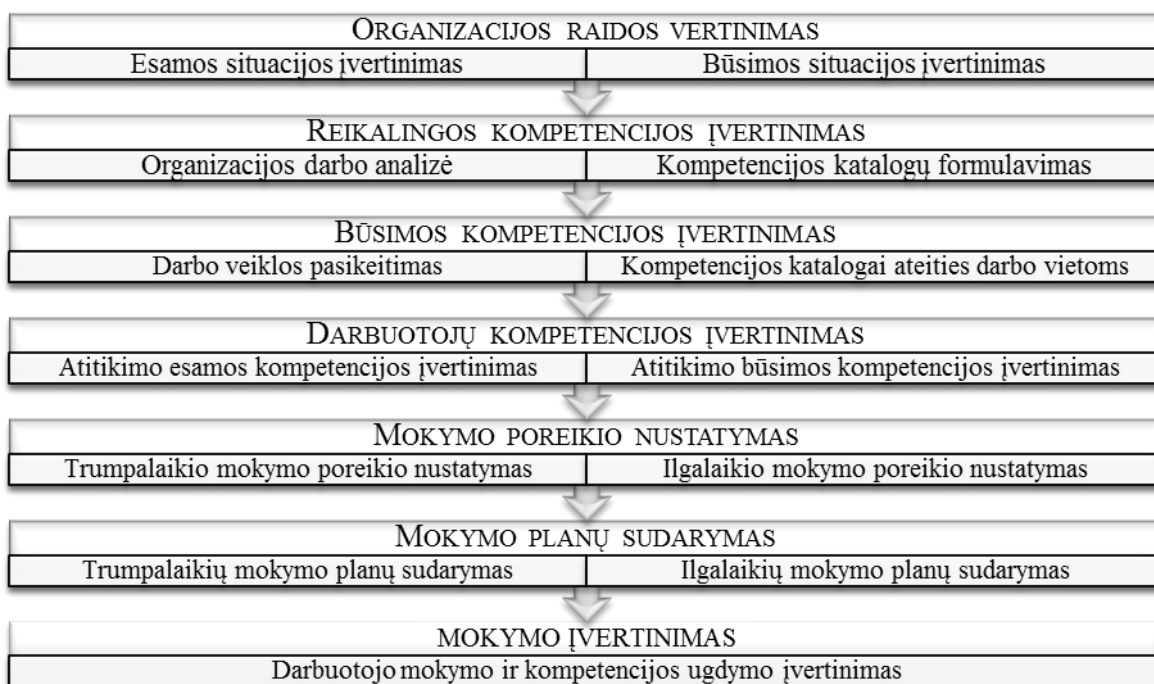 ORGANIZACIJOS RAIDOS VERTINIMAS
Esamos situacijos įvertinimas
Būsimos situacijos įvertinimas
REIKALINGOS KOMPETENCIJOS ĮVERTINIMAS
Organizacijos darbo analizė
Kompetencijos katalogų formulavimas
BŪSIMOS KOMPETENCIJOS ĮVERTINIMAS
Darbo veiklos pasikeitimas
Kompetencijos katalogai ateities darbo vietoms
DARBUOTOJŲ KOMPETENCIJOS ĮVERTINIMAS
Atitikimo esamos kompetencijos įvertinimas
Atitikimo būsimos kompetencijos įvertinimas
MOKYMO POREIKIO NUSTATYMAS
Trumpalaikio mokymo poreikio nustatymas
Ilgalaikio mokymo poreikio nustatymas
MOKYMO PLANŲ SUDARYMAS
Trumpalaikių mokymo planų sudarymas
Ilgalaikių mokymo planų sudarymas
MOKYMO ĮVERTINIMAS
Darbuotojo mokymo ir kompetencijos ugdymo įvertinimas